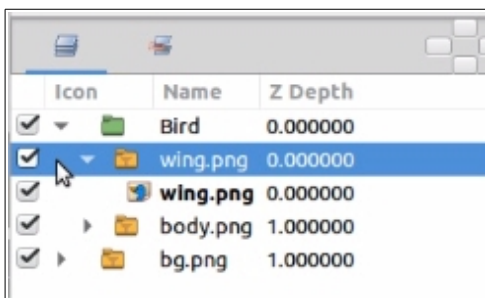 Icon Name Z Depth
Bird 0.000000
wing.png 0.000000
wing.png 0.000000
body.png 1.000000
bg.png 1.000000